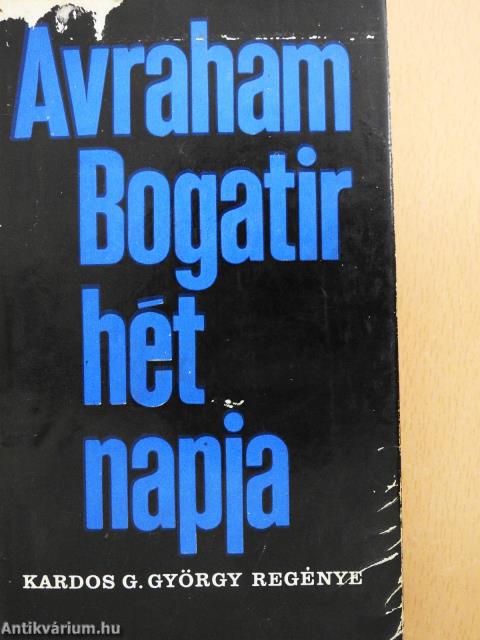 Avraham
Bogatir
hét
napja
KARDOS G. GYÖRGY REGÉNYE
Antikvárium.hu